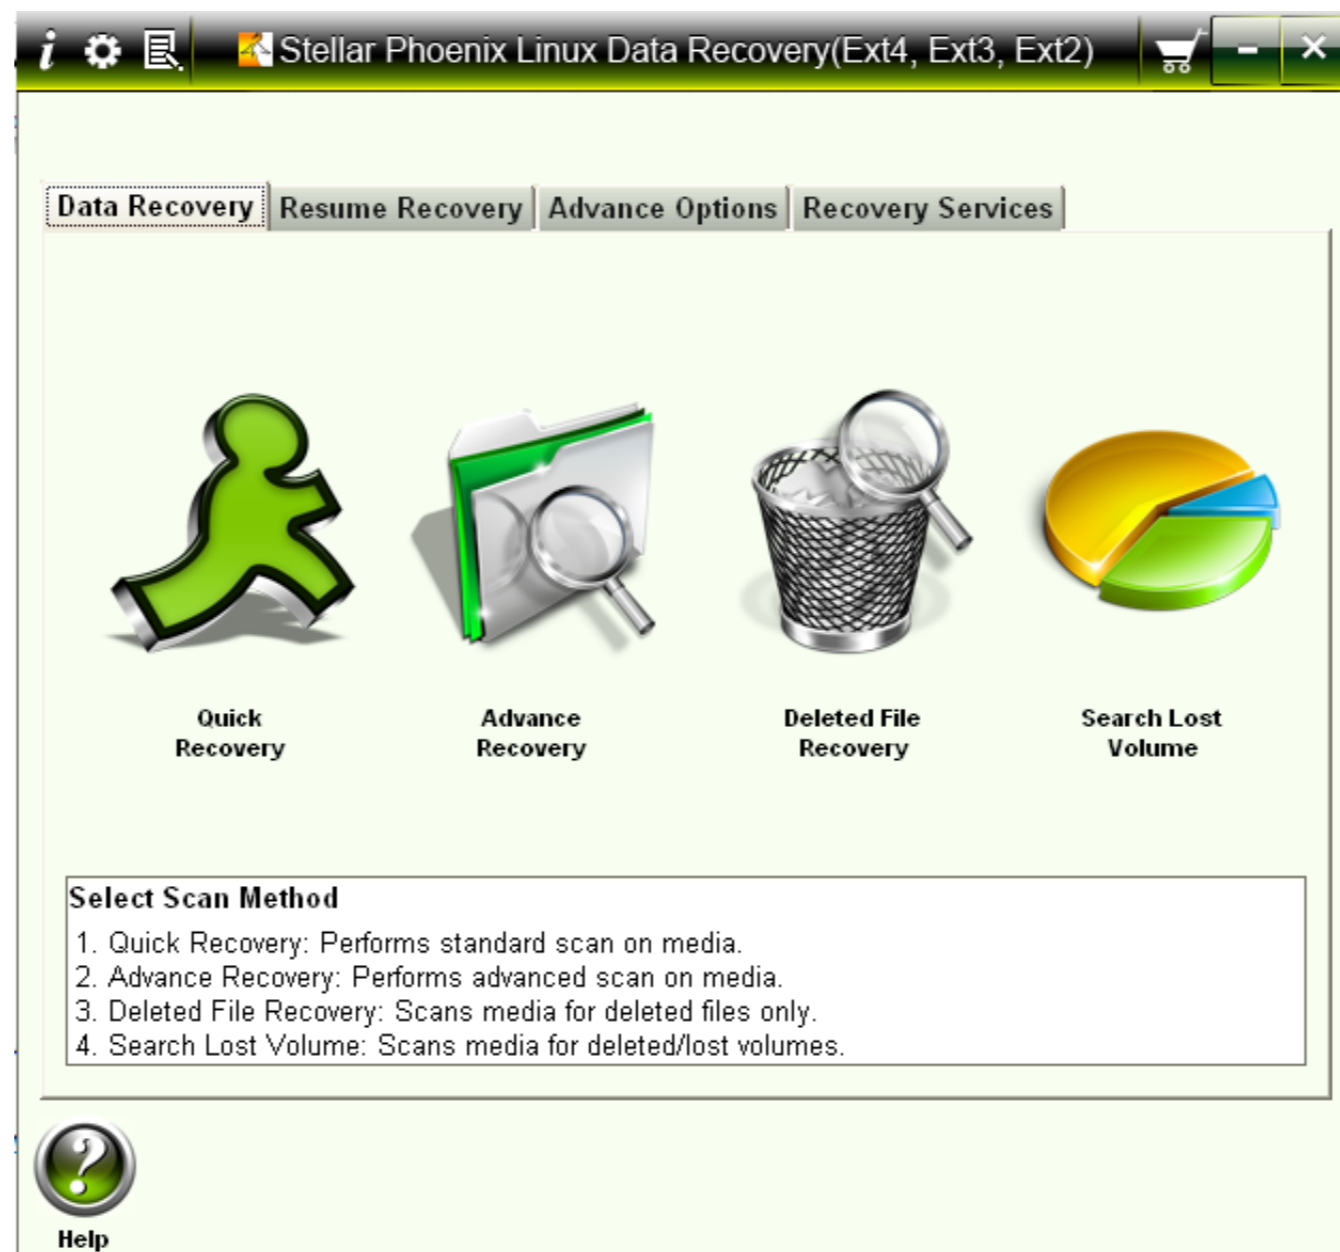 Stellar Phoenix Linux Data Recovery(Ext4, Ext3, Ext2)
Data Recovery Resume Recovery Advance Options Recovery Services
Quick
Recovery
Advance
Recovery
Deleted File
Recovery
Search Lost
Volume
Select Scan Method
1. Quick Recovery: Performs standard scan on media.
2. Advance Recovery: Performs advanced scan on media.
3. Deleted File Recovery: Scans media for deleted files only.
4. Search Lost Volume: Scans media for deleted/lost volumes.
Help